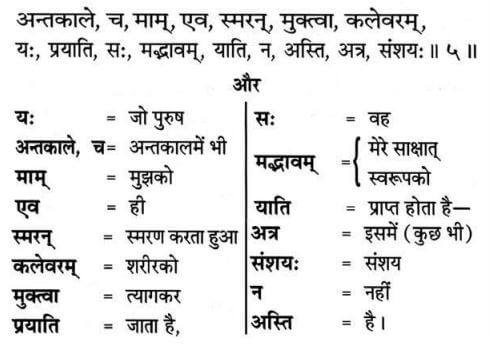 अन्तकाले, च, माम्, एव, स्मरन्, मुक्त्वा, कलेवरम्,
यः, प्रयाति, सः, मद्भावम्, याति, न, अस्ति, अत्र, संशयः॥ ५ ॥
और
यः = जो पुरुष
अन्तकाले, च= अन्तकालमें भी
माम् = मुझको
एव = ही
स्मरन् = स्मरण करता हुआ
कलेवरम् = शरीरको
मुक्त्वा = त्यागकर
प्रयाति = जाता है,
सः = वह
मद्भावम् = { मेरे साक्षात्
स्वरूपको
याति = प्राप्त होता है—
अत्र = इसमें (कुछ भी)
संशयः = संशय
न = नहीं
अस्ति = है।